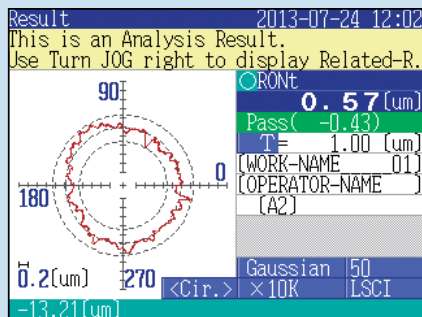 Result 2013-07-24 12:02
This is an Analysis Result.
Use Turn JOG right to display Related-R.
○RONt
0.57(um)
Pass( -0.43)
T= 1.00 (um)
[WORK-NAME 01]
[OPERATOR-NAME ]
[A2]
90
0
180
270
0.2(um)
<Cir.>
Gaussian 50
×10K LSCI
-13.21(um)